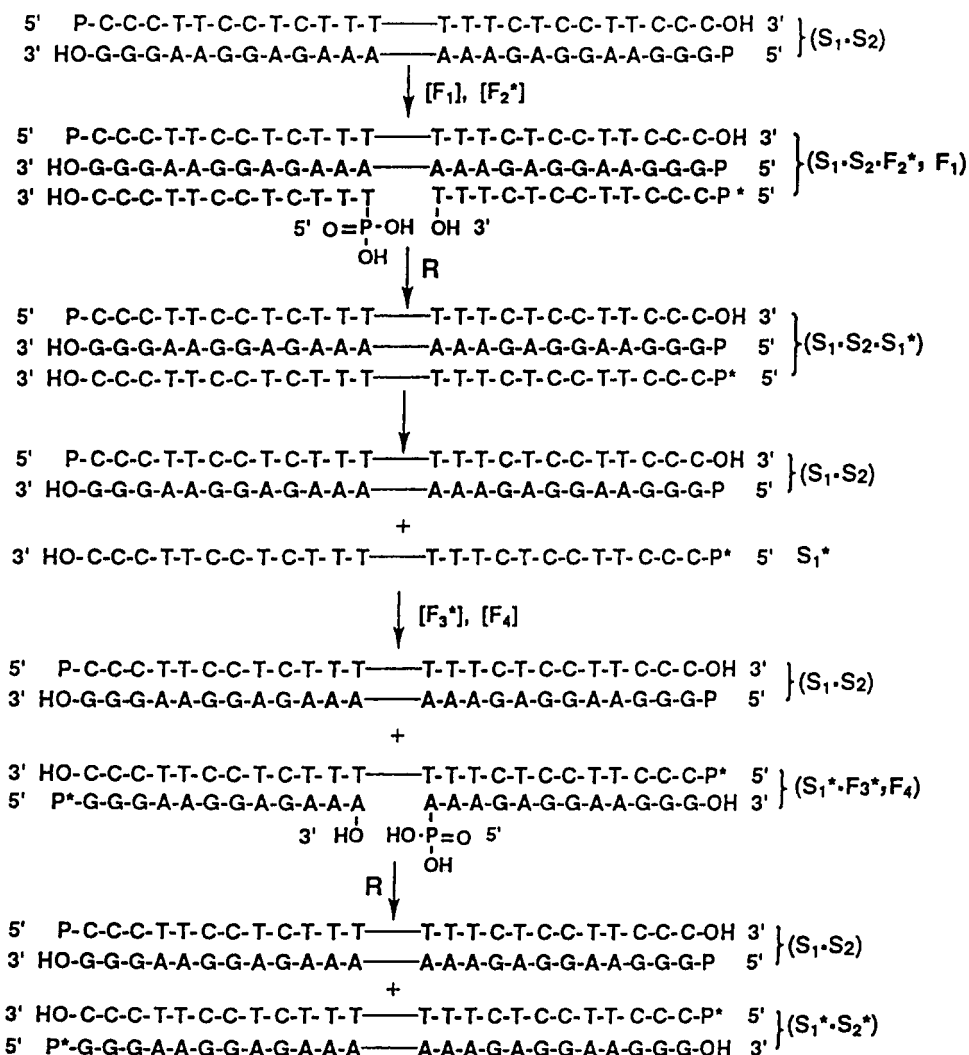 5' P-C-C-C-T-T-C-C-T-C-T-T-T—T-T-T-C-T-C-C-T-T-C-C-C-OH 3' }(S₁·S₂)
3' HO-G-G-G-A-A-G-G-A-G-A-A-A—A-A-A-G-A-G-G-A-A-G-G-G-P 5'
[F₁], [F₂*]
5' P-C-C-C-T-T-C-C-T-C-T-T-T—T-T-T-C-T-C-C-T-T-C-C-C-OH 3'
3' HO-G-G-G-A-A-G-G-A-G-A-A-A—A-A-A-G-A-G-G-A-A-G-G-G-P 5' }(S₁·S₂·F₂*, F₁)
3' HO-C-C-C-T-T-C-C-T-C-T-T-T T-T-T-C-T-C-C-T-T-C-C-C-P* 5'
5' O=P-OH OH 3'
OH
R
5' P-C-C-C-T-T-C-C-T-C-T-T-T—T-T-T-C-T-C-C-T-T-C-C-C-OH 3'
3' HO-G-G-G-A-A-G-G-A-G-A-A-A—A-A-A-G-A-G-G-A-A-G-G-G-P 5' }(S₁·S₂·S₁*)
3' HO-C-C-C-T-T-C-C-T-C-T-T-T—T-T-T-C-T-C-C-T-T-C-C-C-P* 5'
5' P-C-C-C-T-T-C-C-T-C-T-T-T—T-T-T-C-T-C-C-T-T-C-C-C-OH 3' }(S₁·S₂)
3' HO-G-G-G-A-A-G-G-A-G-A-A-A—A-A-A-G-A-G-G-A-A-G-G-G-P 5'
+
3' HO-C-C-C-T-T-C-C-T-C-T-T-T—T-T-T-C-T-C-C-T-T-C-C-C-P* 5' S₁*
[F₃*], [F₄]
5' P-C-C-C-T-T-C-C-T-C-T-T-T—T-T-T-C-T-C-C-T-T-C-C-C-OH 3' }(S₁·S₂)
3' HO-G-G-G-A-A-G-G-A-G-A-A-A—A-A-A-G-A-G-G-A-A-G-G-G-P 5'
+
3' HO-C-C-C-T-T-C-C-T-C-T-T-T—T-T-T-C-T-C-C-T-T-C-C-C-P* 5' }(S₁*·F₃*,F₄)
5' P*-G-G-G-A-A-G-G-A-G-A-A-A A-A-A-G-A-G-G-A-A-G-G-G-OH 3'
3' HO HO·P=O 5'
OH
R
5' P-C-C-C-T-T-C-C-T-C-T-T-T—T-T-T-C-T-C-C-T-T-C-C-C-OH 3' }(S₁·S₂)
3' HO-G-G-G-A-A-G-G-A-G-A-A-A—A-A-A-G-A-G-G-A-A-G-G-G-P 5'
+
3' HO-C-C-C-T-T-C-C-T-C-T-T-T—T-T-T-C-T-C-C-T-T-C-C-C-P* 5' }(S₁*·S₂*)
5' P*-G-G-G-A-A-G-G-A-G-A-A-A—A-A-A-G-A-G-G-A-A-G-G-G-OH 3'